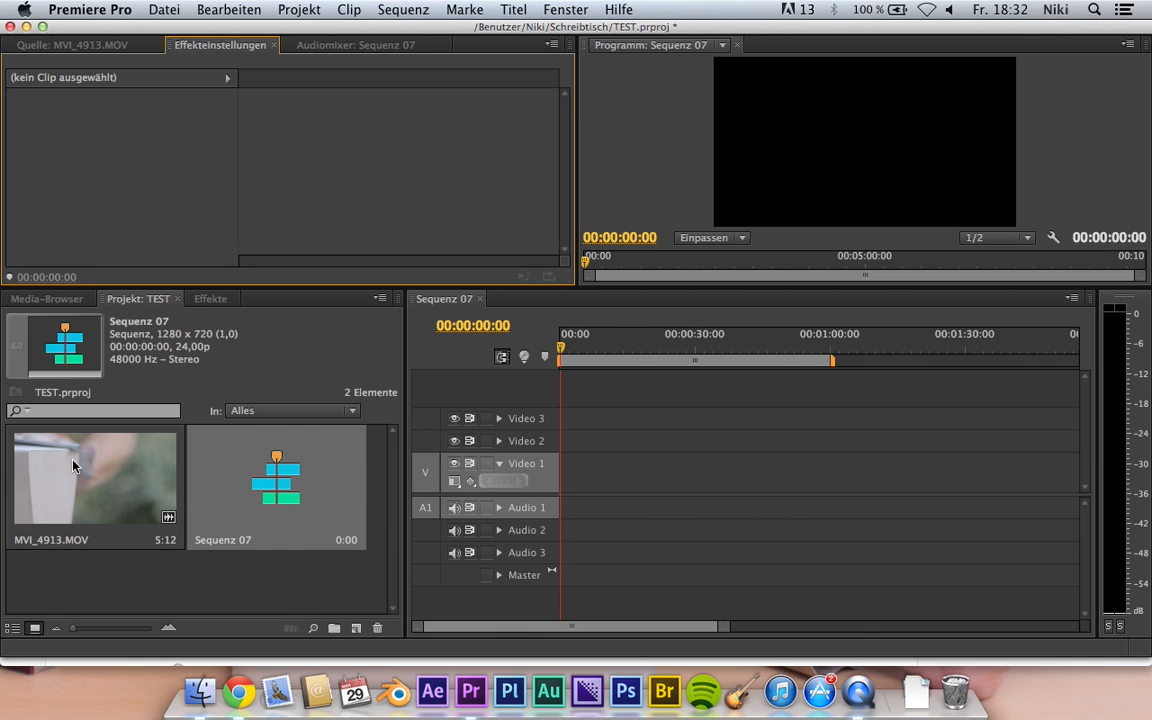 Premiere Pro Datei Bearbeiten Projekt Clip Sequenz Marke Titel Fenster Hilfe 13 100 % Fr. 18:32 Niki
/Benutzer/Niki/Schreibtisch/TEST.prproj *
Quelle: MVI_4913.MOV Effekteinstellungen Audiomixer: Sequenz 07
Programm: Sequenz 07
(kein Clip ausgewählt)
00:00:00:00 Einpassen 1/2 00:00:00:00
00:00 00:05:00:00 00:10
00:00:00:00
Media-Browser Projekt: TEST Effekte
Sequenz 07
Sequenz, 1280 x 720 (1,0)
00:00:00:00, 24,00p
48000 Hz - Stereo
TEST.prproj 2 Elemente
In: Alles
MVI_4913.MOV 5:12
Sequenz 07 0:00
Sequenz 07
00:00:00:00
00:00 00:00:30:00 00:01:00:00 00:01:30:00 00
Video 3
Video 2
V Video 1
A1 Audio 1
Audio 2
Audio 3
Master
0
-6
-12
-18
-24
-30
-36
-42
-48
-54
dB
S S
29
Ae Pr Pl Au Ps Br
2